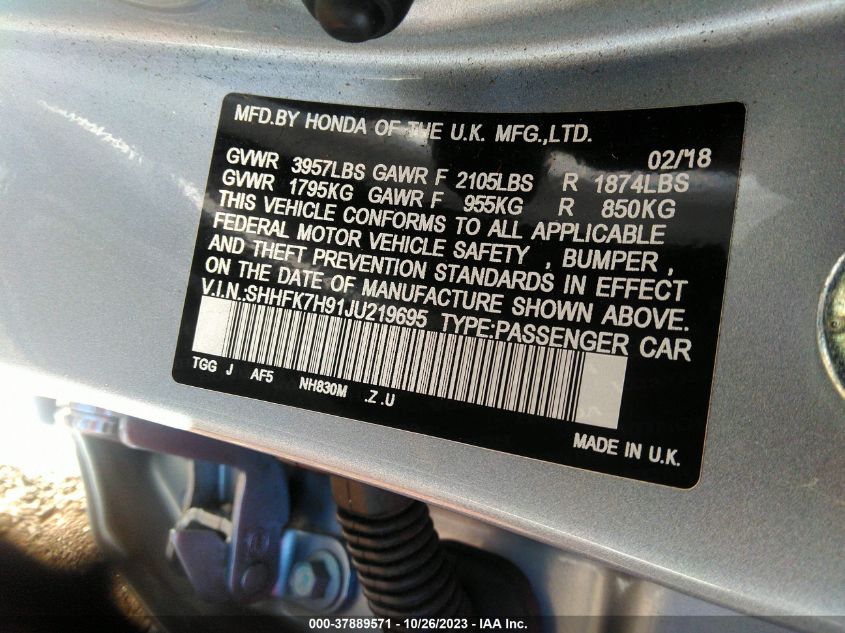 MFD.BY HONDA OF THE U.K. MFG.,LTD.
02/18
GVWR 3957LBS GAWR F 2105LBS R 1874LBS
GVWR 1795KG GAWR F 955KG R 850KG
THIS VEHICLE CONFORMS TO ALL APPLICABLE
FEDERAL MOTOR VEHICLE SAFETY , BUMPER ,
AND THEFT PREVENTION STANDARDS IN EFFECT
ON THE DATE OF MANUFACTURE SHOWN ABOVE.
V.I.N.:SHHFK7H91JU219695 TYPE:PASSENGER CAR
TGG J AF5 NH830M .Z .U
MADE IN U.K.
000-37889571 - 10/26/2023 - IAA Inc.